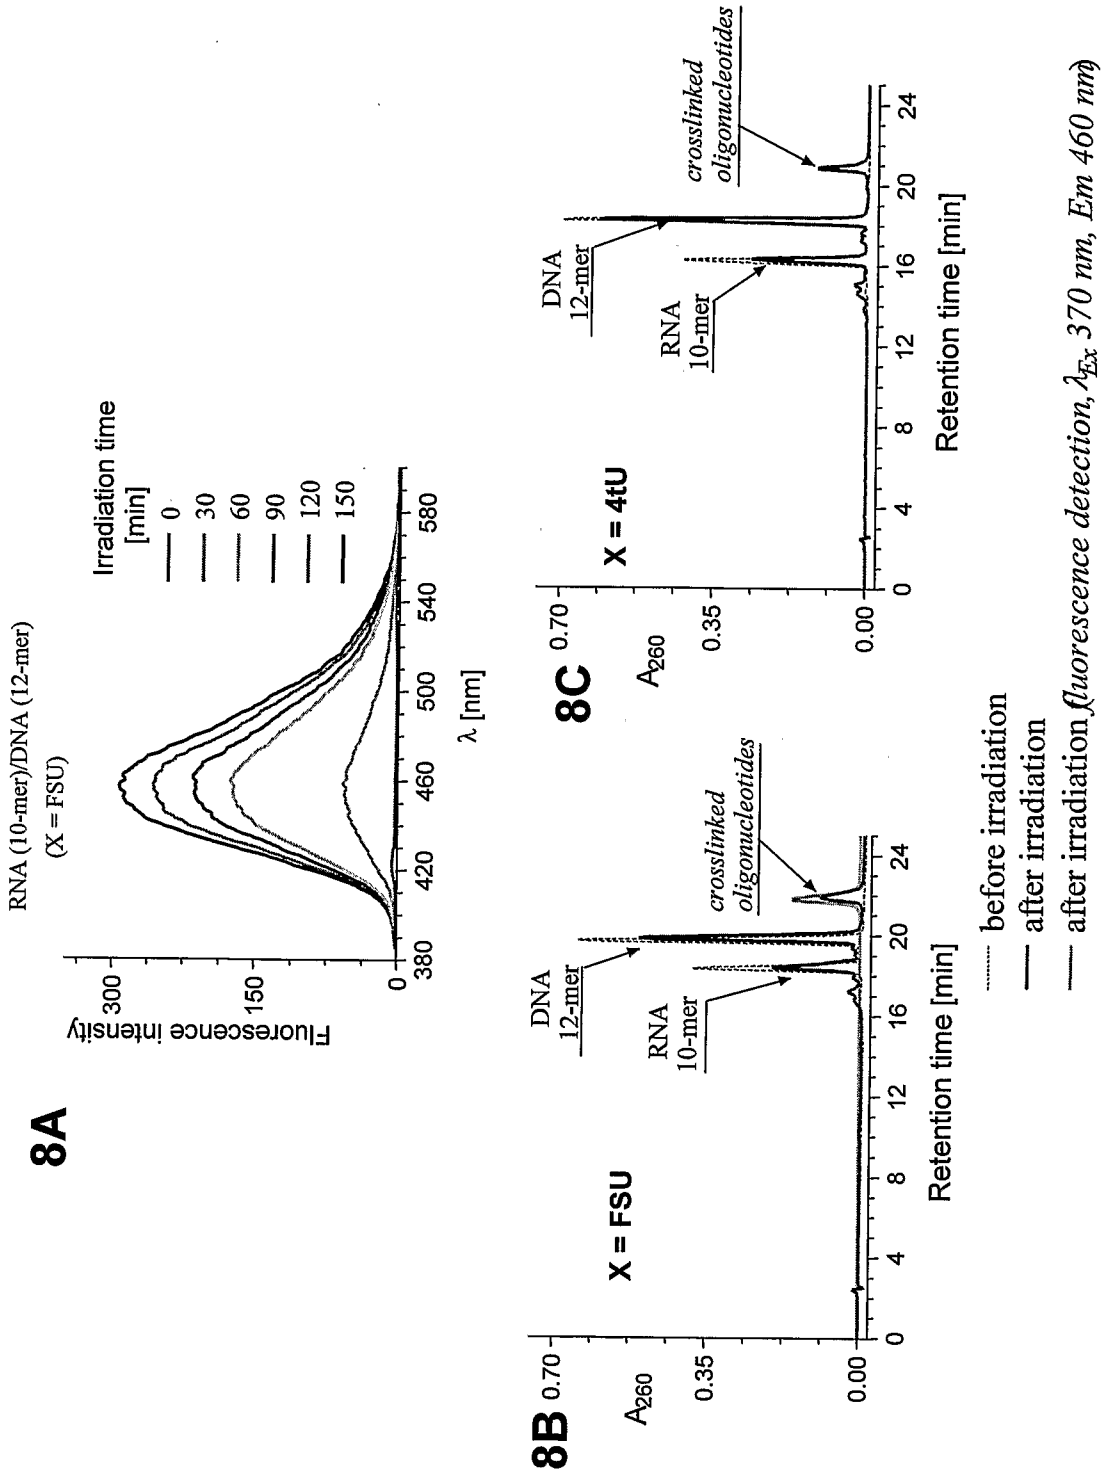 8A
RNA (10-mer)/DNA (12-mer)
(X = FSU)
Fluorescence intensity
300
150
0
380
420
460
500
540
580
λ [nm]
Irradiation time
[min]
0
30
60
90
120
150
8B
X = FSU
A260
0.70
0.35
0.00
0
4
8
12
16
20
24
Retention time [min]
RNA
10-mer
DNA
12-mer
crosslinked
oligonucleotides
8C
X = 4tU
A260
0.70
0.35
0.00
0
4
8
12
16
20
24
Retention time [min]
RNA
10-mer
DNA
12-mer
crosslinked
oligonucleotides
before irradiation
after irradiation
after irradiation fluorescence detection, λEx 370 nm, Em 460 nm)